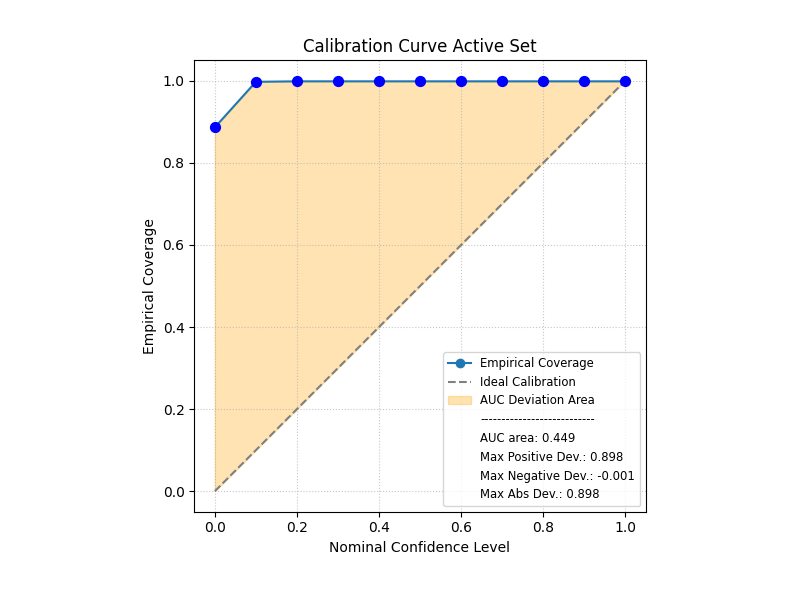 Calibration Curve Active Set
1.0
0.8
0.6
0.4
0.2
0.0
Empirical Coverage
Empirical Coverage
Ideal Calibration
AUC Deviation Area
---------------------------
AUC area: 0.449
Max Positive Dev.: 0.898
Max Negative Dev.: -0.001
Max Abs Dev.: 0.898
0.0 0.2 0.4 0.6 0.8 1.0
Nominal Confidence Level